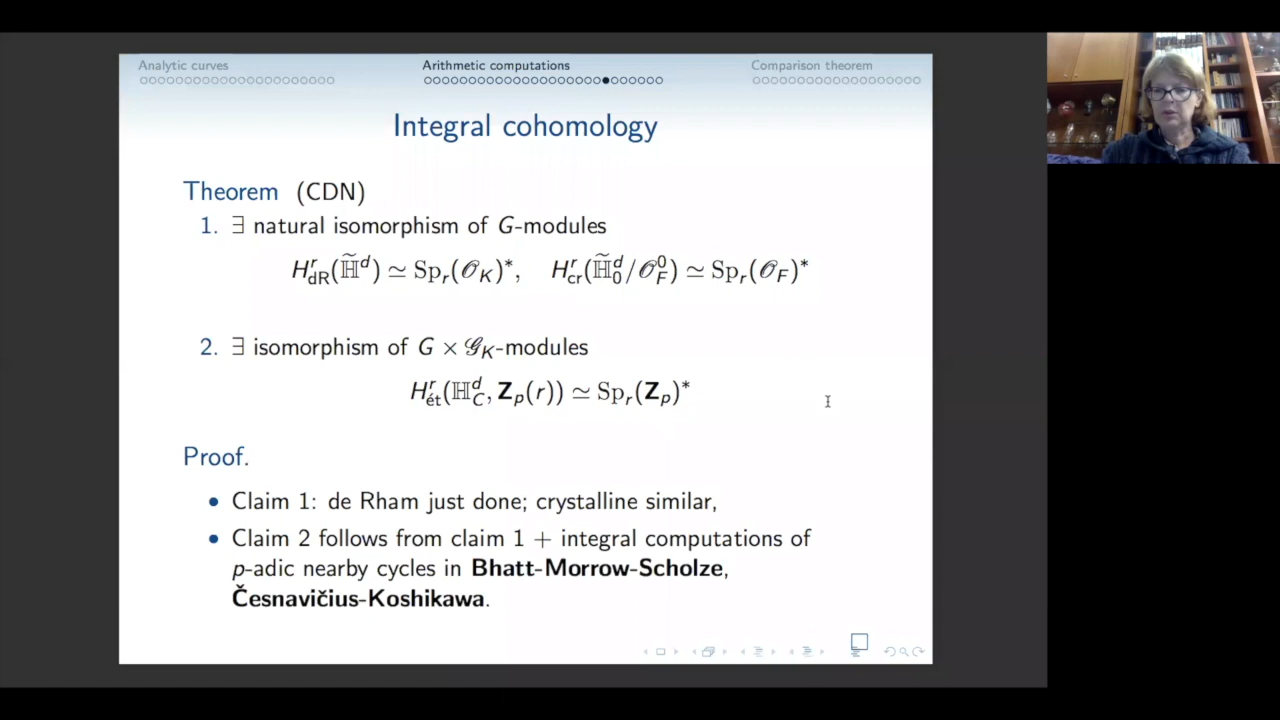 Analytic curves Arithmetic computations Comparison theorem
Integral cohomology
Theorem (CDN)
1. ∃ natural isomorphism of G-modules
H^r_dR(ℍ̃^d) ≃ Sp_r(𝒪_K)*, H^r_cr(ℍ̃^d_0/𝒪^0_F) ≃ Sp_r(𝒪_F)*
2. ∃ isomorphism of G × 𝒢_K-modules
H^r_ét(ℍ^d_C, Z_p(r)) ≃ Sp_r(Z_p)*
Proof.
• Claim 1: de Rham just done; crystalline similar,
• Claim 2 follows from claim 1 + integral computations of
p-adic nearby cycles in Bhatt-Morrow-Scholze,
Česnavičius-Koshikawa.